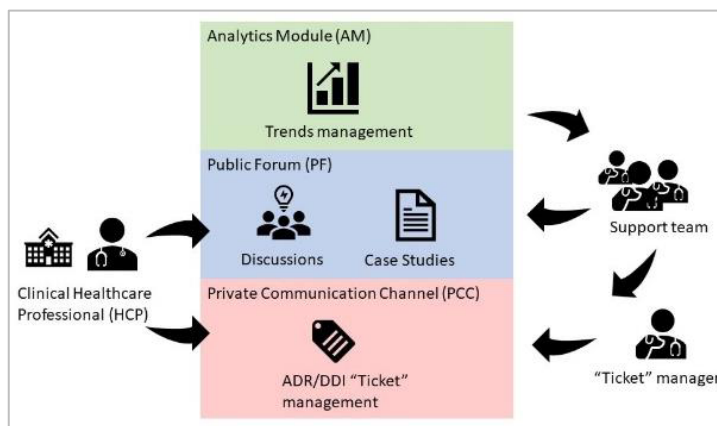 Analytics Module (AM)
Trends management
Public Forum (PF)
Discussions
Case Studies
Private Communication Channel (PCC)
ADR/DDI “Ticket”
management
Clinical Healthcare
Professional (HCP)
Support team
“Ticket” manager